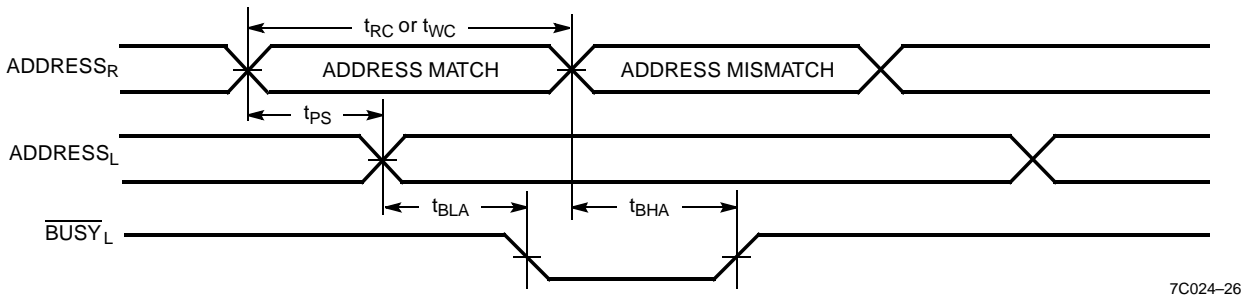 tRC or tWC
ADDRESSR
ADDRESS MATCH
ADDRESS MISMATCH
tPS
ADDRESSL
tBLA
tBHA
BUSYL
7C024–26